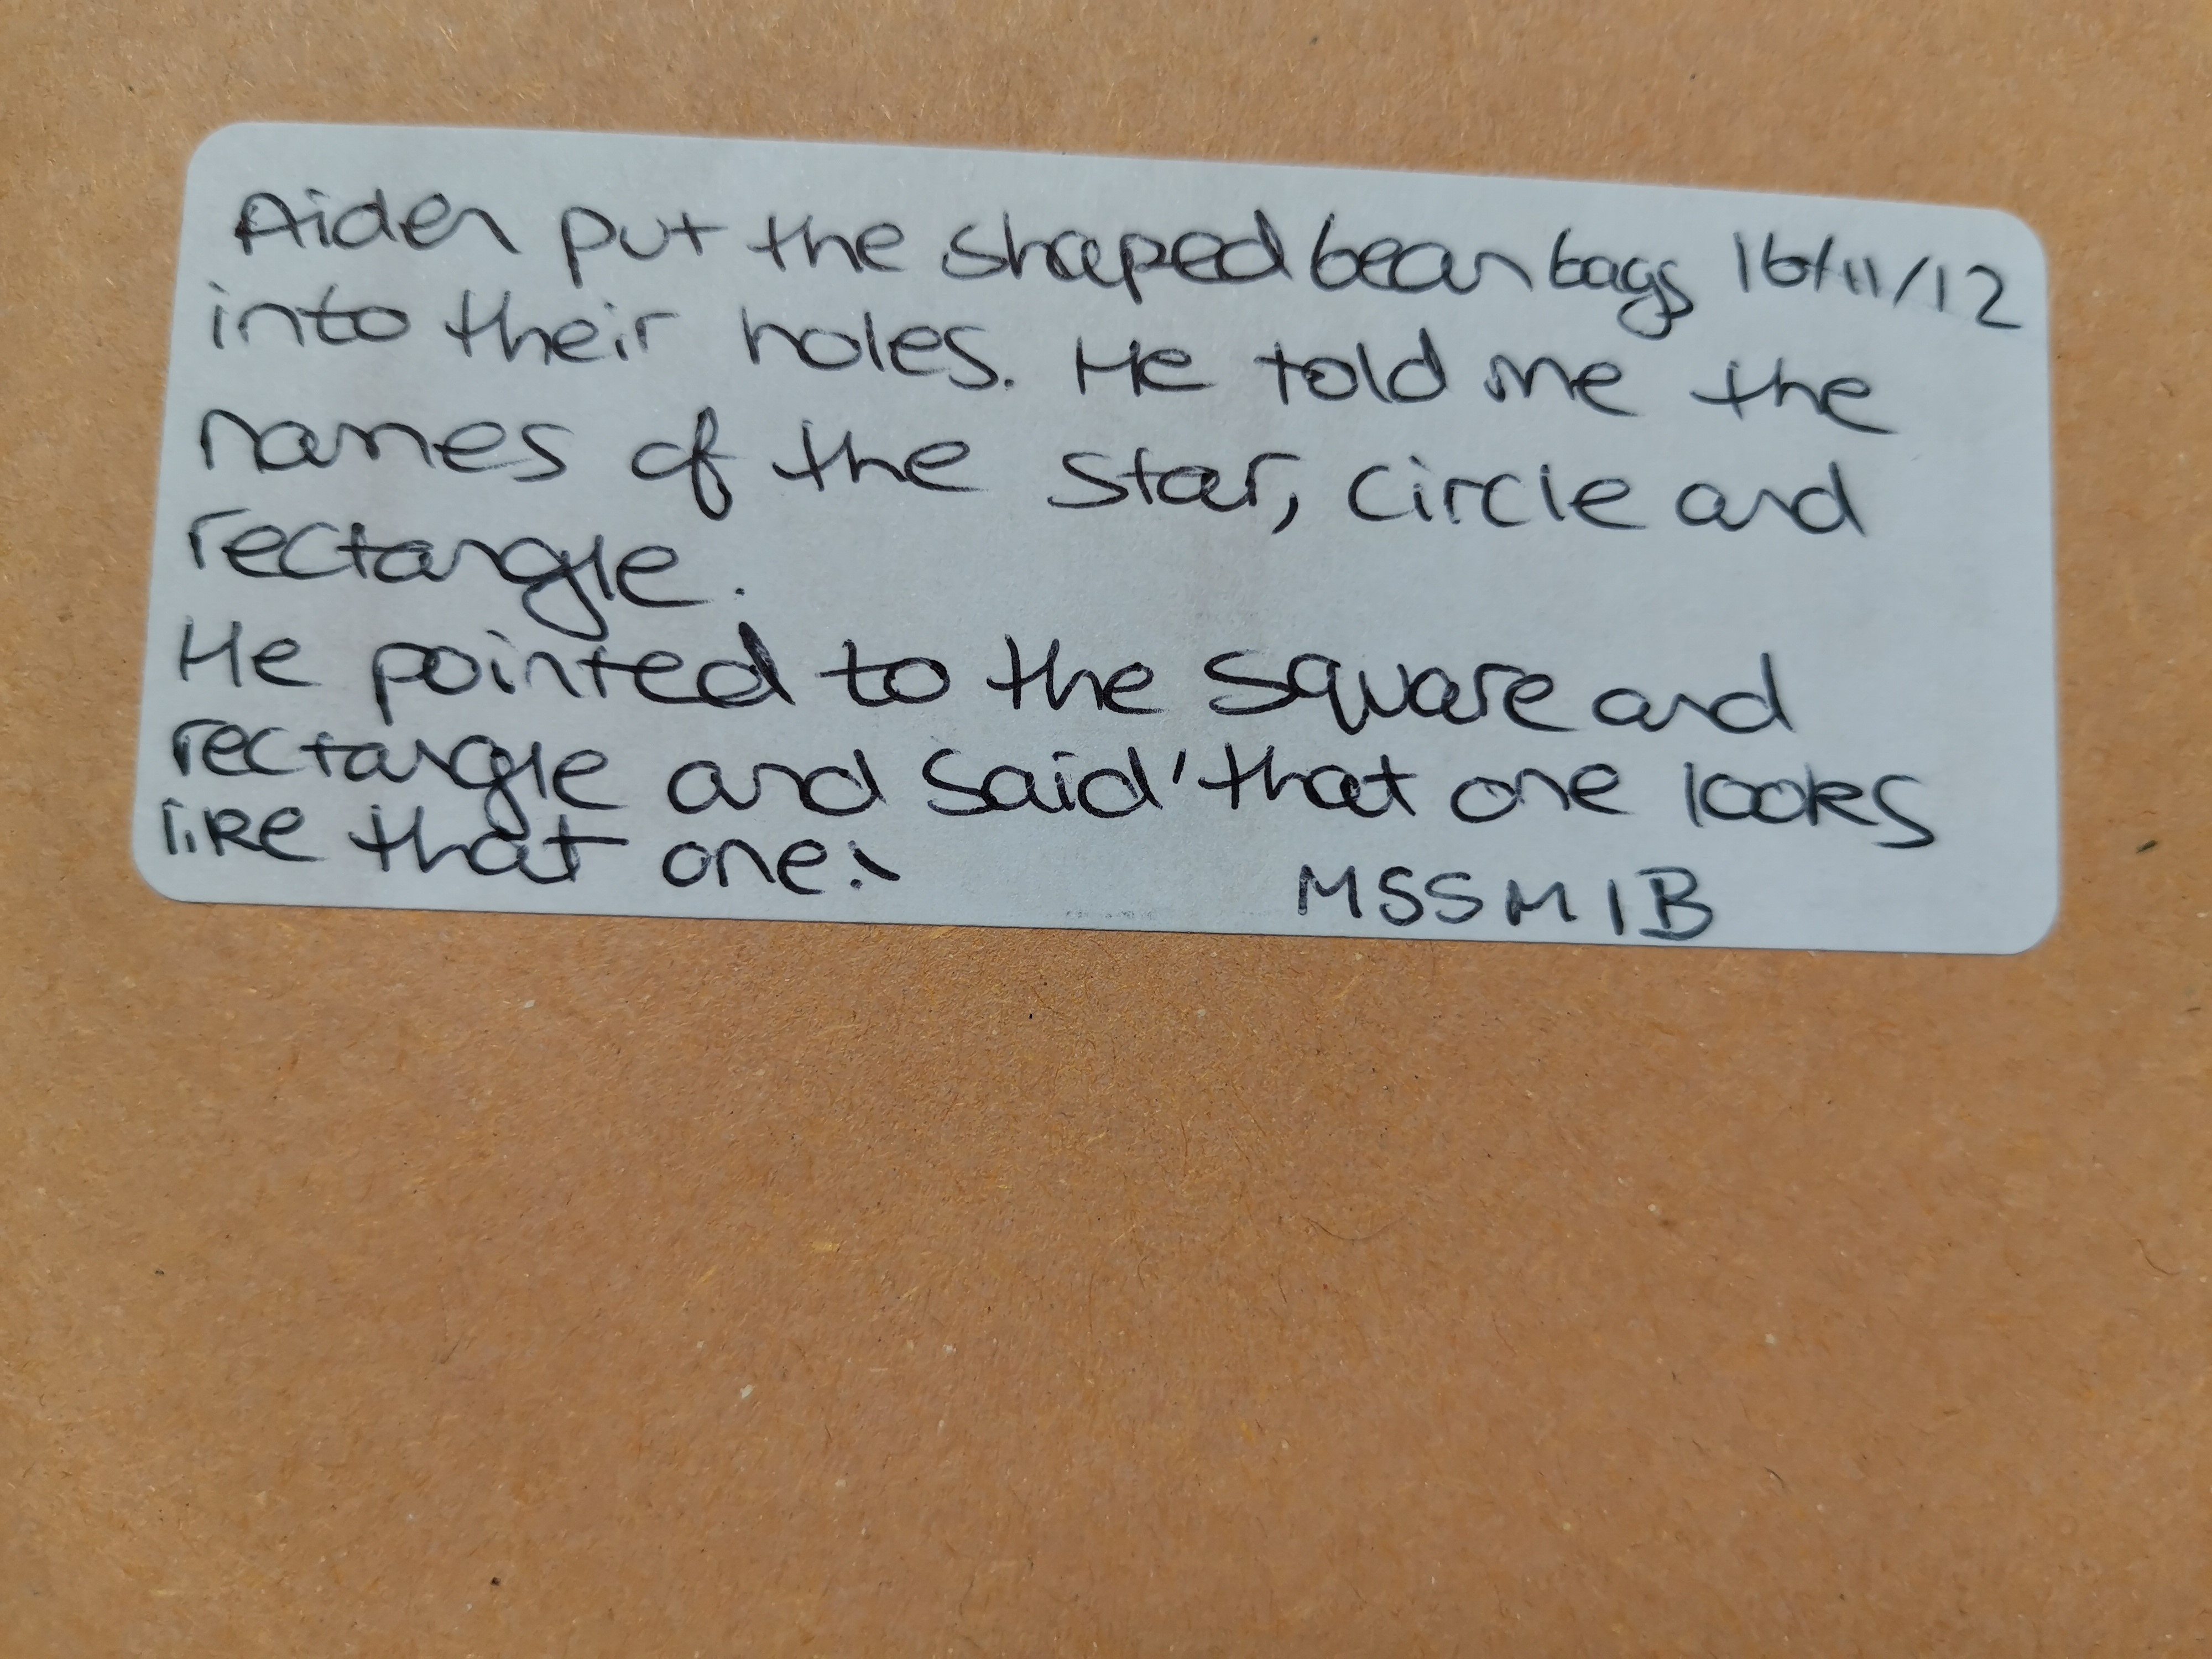 Aiden put the shaped bean bags 16/11/12
into their holes. He told me the
names of the star, circle and
rectangle.
He pointed to the square and
rectangle and said 'that one looks
like that one.'
MSSM 1B